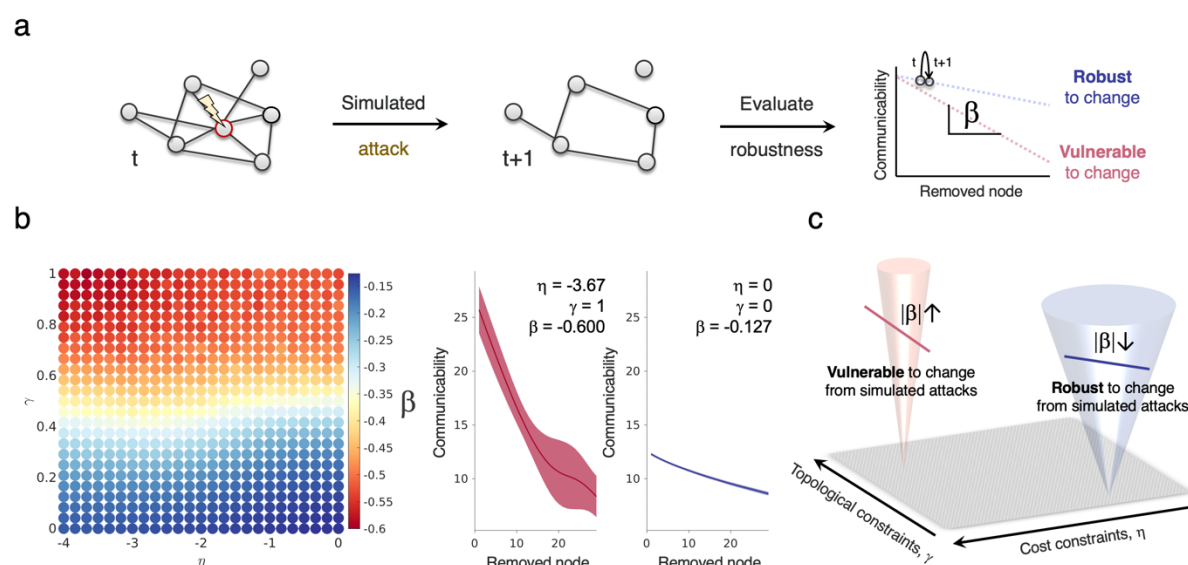 a
t
Simulated
attack
t+1
Evaluate
robustness
Communicability
t
t+1
β
Removed node
Robust
to change
Vulnerable
to change
b
γ
1
0.8
0.6
0.4
0.2
0
-4
-3
-2
-1
0
η
-0.15
-0.2
-0.25
-0.3
-0.35
-0.4
-0.45
-0.5
-0.55
-0.6
β
Communicability
25
20
15
10
0
10
20
Removed node
η = -3.67
γ = 1
β = -0.600
Communicability
25
20
15
10
0
10
20
Removed node
η = 0
γ = 0
β = -0.127
c
|β|↑
Vulnerable to change
from simulated attacks
|β|↓
Robust to change
from simulated attacks
Topological constraints, γ
Cost constraints, η